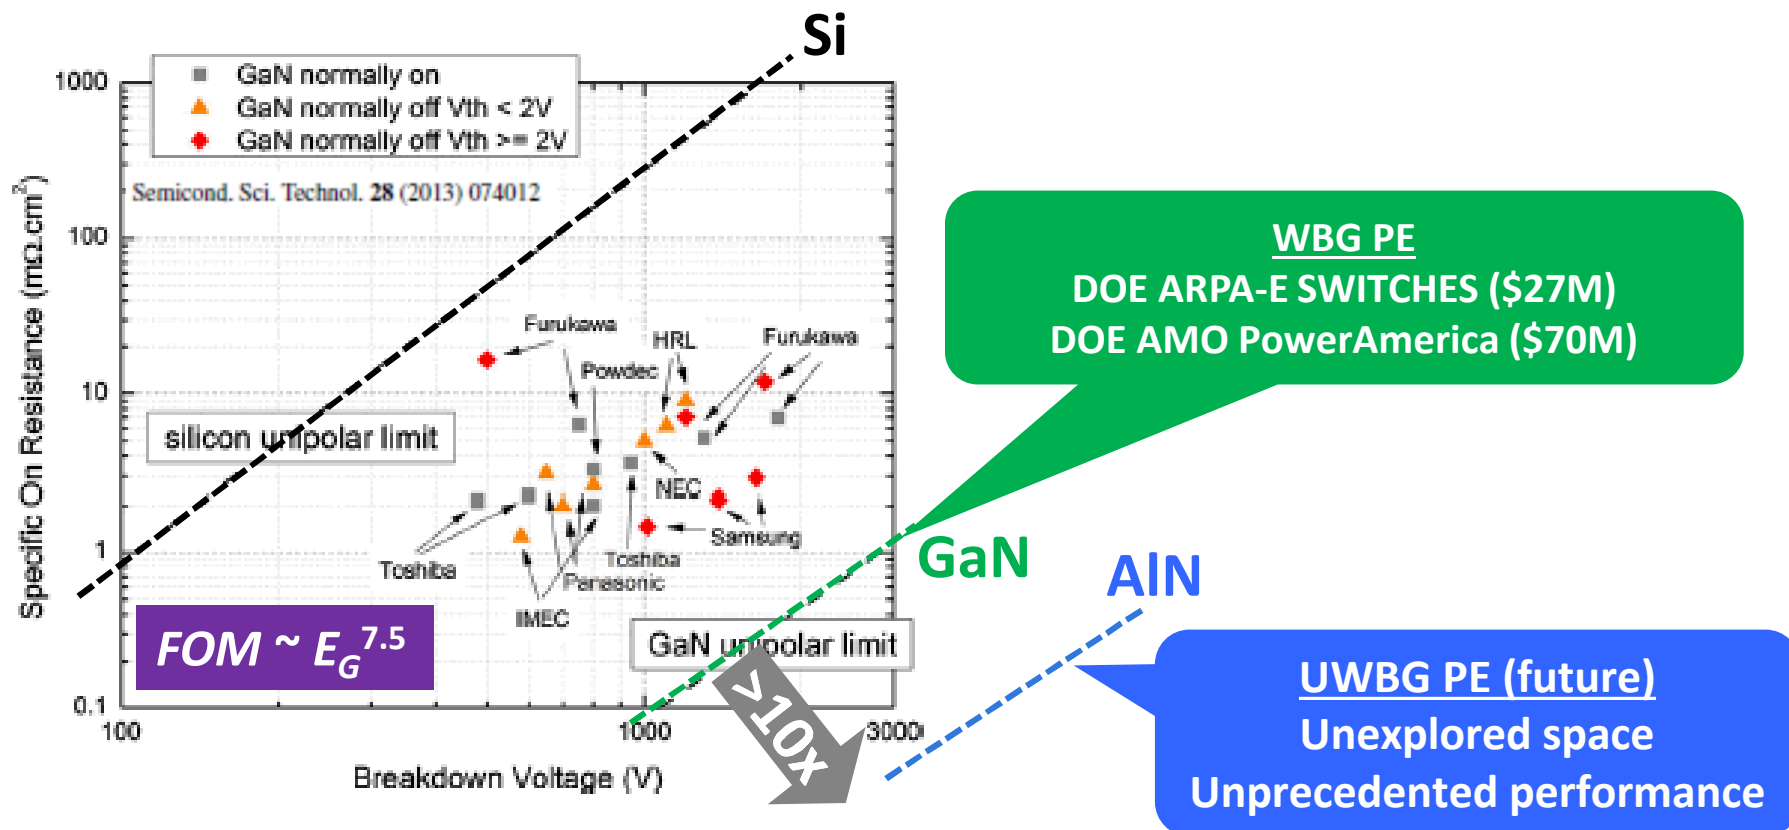 Si
GaN normally on
GaN normally off Vth < 2V
GaN normally off Vth >= 2V
Semicond. Sci. Technol. 28 (2013) 074012
1000
100
10
1
0.1
Specific On Resistance (mΩ.cm²)
Furukawa
HRL
Furukawa
Powdec
silicon unipolar limit
NEC
Samsung
Toshiba
Toshiba
Panasonic
IMEC
FOM ~ E_G^7.5
GaN unipolar limit
>10x
100
1000
3000
Breakdown Voltage (V)
WBG PE
DOE ARPA-E SWITCHES ($27M)
DOE AMO PowerAmerica ($70M)
GaN
AlN
UWBG PE (future)
Unexplored space
Unprecedented performance